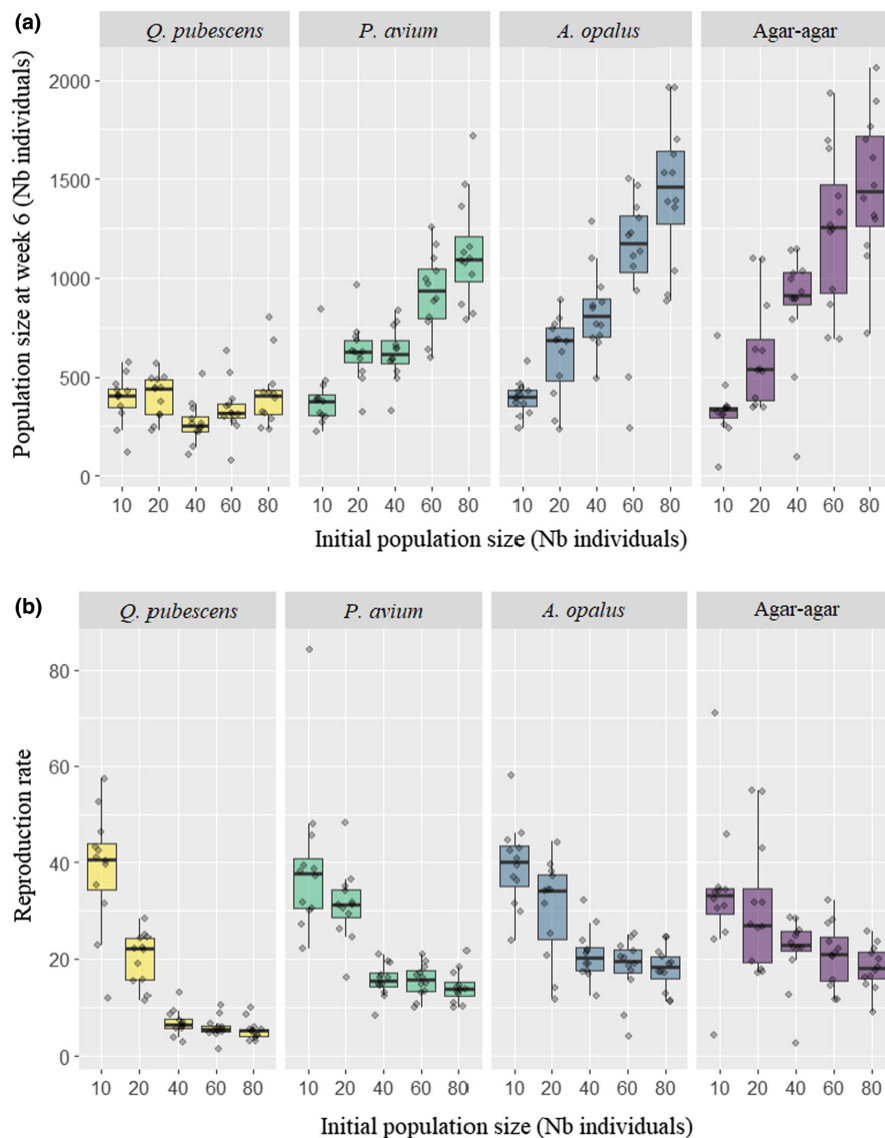 (a)
Q. pubescens P. avium A. opalus Agar-agar
Population size at week 6 (Nb individuals)
2000
1500
1000
500
0
10 20 40 60 80 10 20 40 60 80 10 20 40 60 80 10 20 40 60 80
Initial population size (Nb individuals)
(b)
Q. pubescens P. avium A. opalus Agar-agar
Reproduction rate
80
60
40
20
0
10 20 40 60 80 10 20 40 60 80 10 20 40 60 80 10 20 40 60 80
Initial population size (Nb individuals)